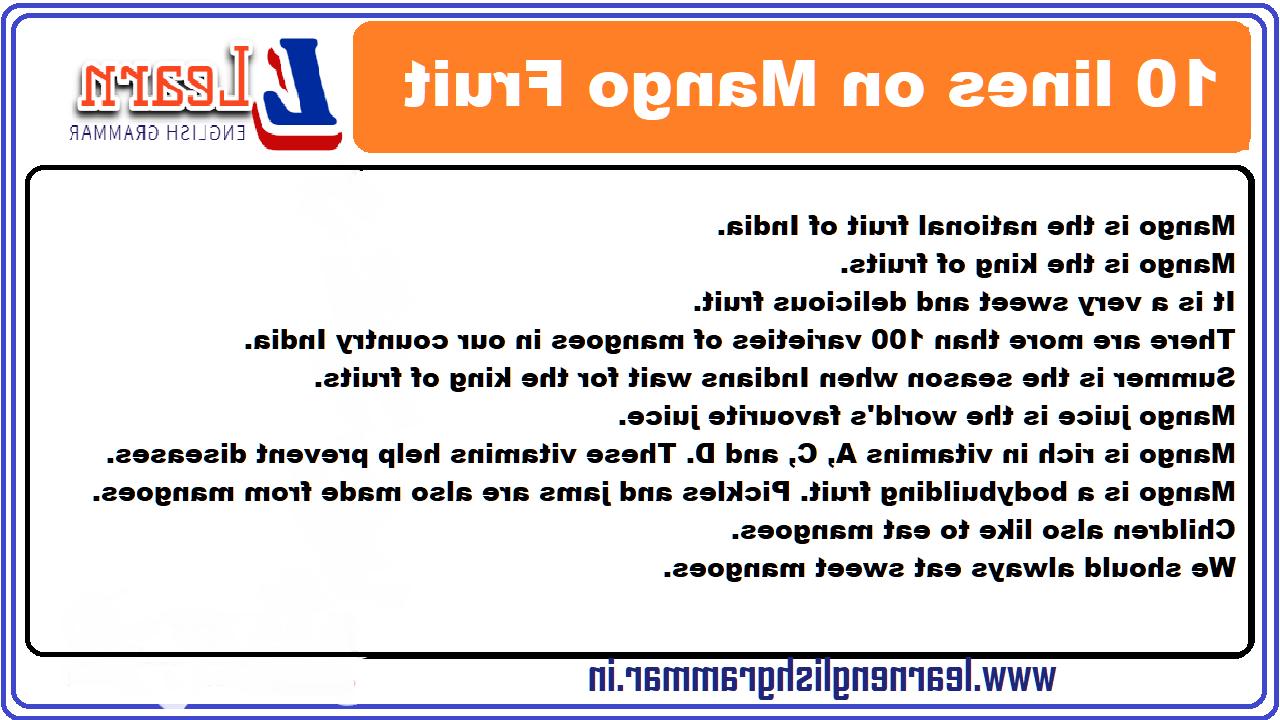 10 lines on Mango Fruit
Learn
ENGLISH GRAMMAR
Mango is the national fruit of India.
Mango is the king of fruits.
It is a very sweet and delicious fruit.
There are more than 100 varieties of mangoes in our country India.
Summer is the season when Indians wait for the king of fruits.
Mango juice is the world's favourite juice.
Mango is rich in vitamins A, C, and D. These vitamins help prevent diseases.
Mango is a bodybuilding fruit. Pickles and jams are also made from mangoes.
Children also like to eat mangoes.
We should always eat sweet mangoes.
www.learnenglishgrammar.in